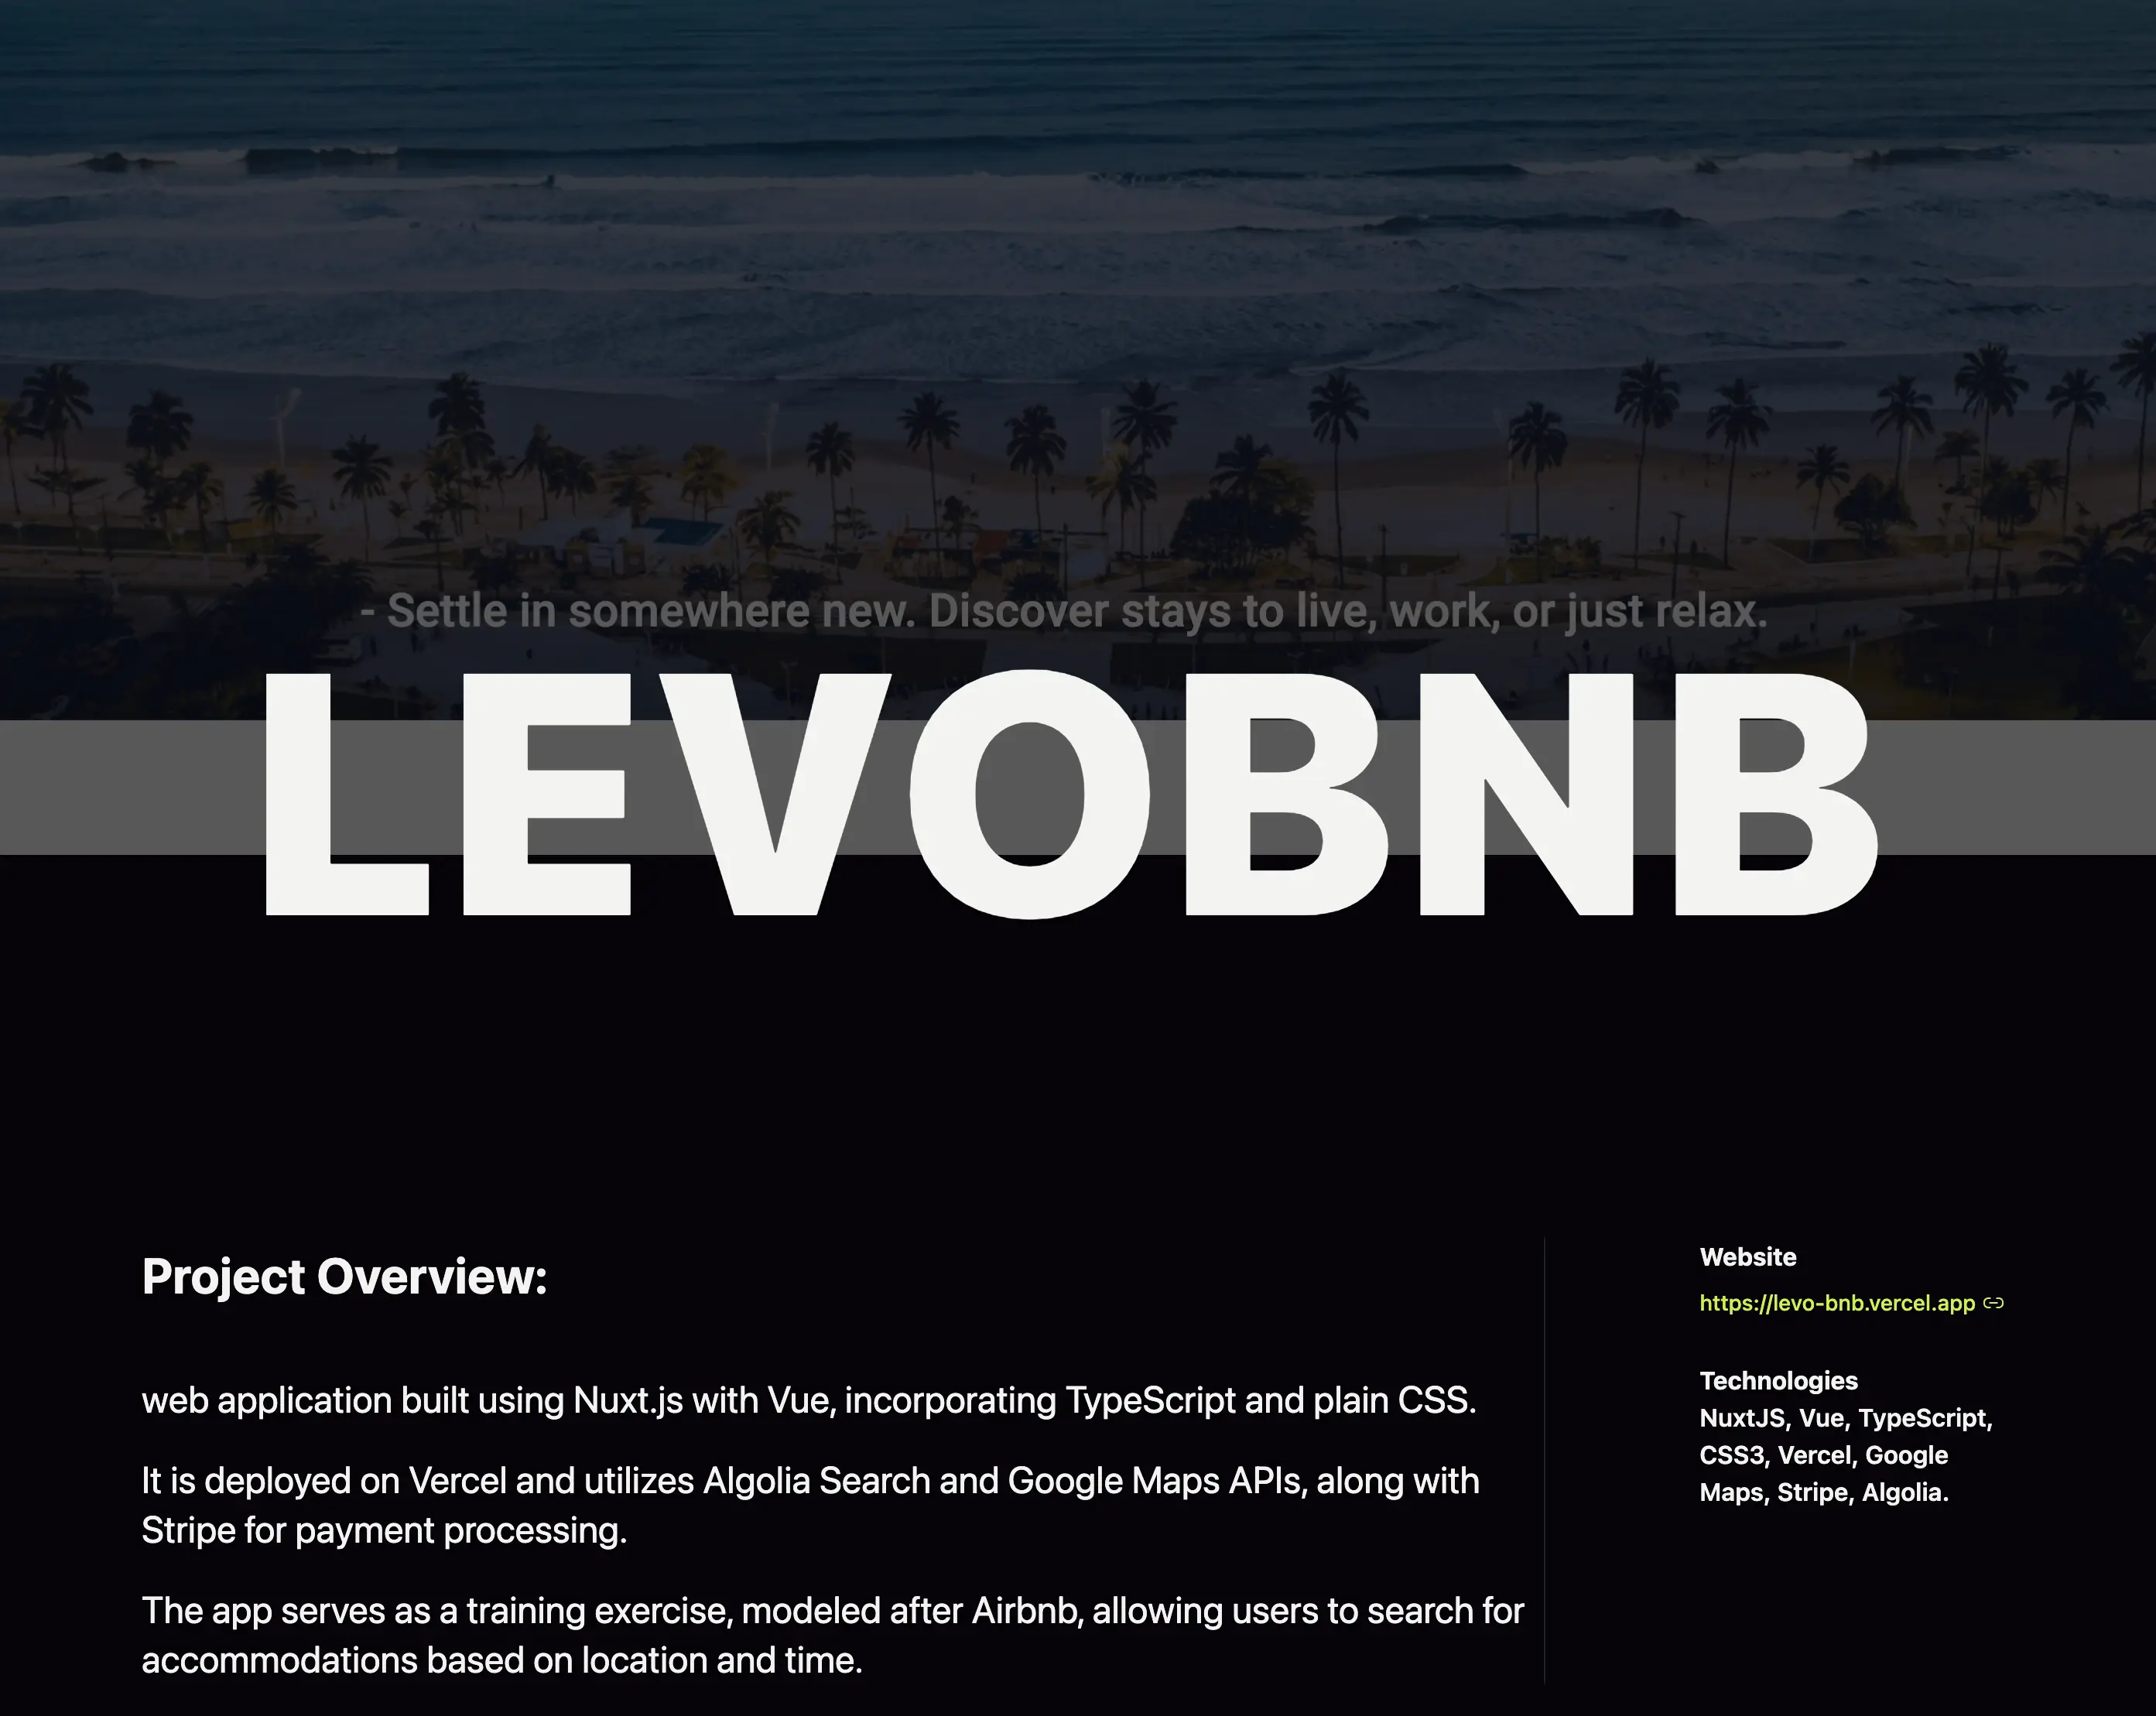 - Settle in somewhere new. Discover stays to live, work, or just relax.
LEVOBNB
Project Overview:
web application built using Nuxt.js with Vue, incorporating TypeScript and plain CSS.
It is deployed on Vercel and utilizes Algolia Search and Google Maps APIs, along with
Stripe for payment processing.
The app serves as a training exercise, modeled after Airbnb, allowing users to search for
accommodations based on location and time.
Website
https://levo-bnb.vercel.app
Technologies
NuxtJS, Vue, TypeScript,
CSS3, Vercel, Google
Maps, Stripe, Algolia.